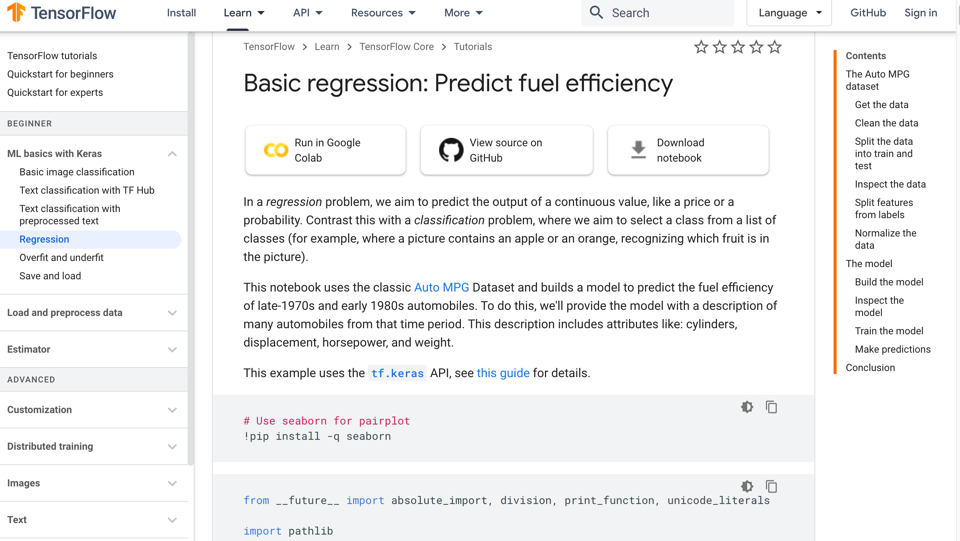 TensorFlow
Install
Learn
API
Resources
More
Search
Language
GitHub
Sign in
TensorFlow tutorials
Quickstart for beginners
Quickstart for experts
BEGINNER
ML basics with Keras
Basic image classification
Text classification with TF Hub
Text classification with
preprocessed text
Regression
Overfit and underfit
Save and load
Load and preprocess data
Estimator
ADVANCED
Customization
Distributed training
Images
Text
TensorFlow > Learn > TensorFlow Core > Tutorials
Basic regression: Predict fuel efficiency
Run in Google
Colab
View source on
GitHub
Download
notebook
In a regression problem, we aim to predict the output of a continuous value, like a price or a
probability. Contrast this with a classification problem, where we aim to select a class from a list of
classes (for example, where a picture contains an apple or an orange, recognizing which fruit is in
the picture).
This notebook uses the classic Auto MPG Dataset and builds a model to predict the fuel efficiency
of late-1970s and early 1980s automobiles. To do this, we'll provide the model with a description of
many automobiles from that time period. This description includes attributes like: cylinders,
displacement, horsepower, and weight.
This example uses the tf.keras API, see this guide for details.
# Use seaborn for pairplot
!pip install -q seaborn
from __future__ import absolute_import, division, print_function, unicode_literals
import pathlib
Contents
The Auto MPG
dataset
Get the data
Clean the data
Split the data
into train and
test
Inspect the data
Split features
from labels
Normalize the
data
The model
Build the model
Inspect the
model
Train the model
Make predictions
Conclusion